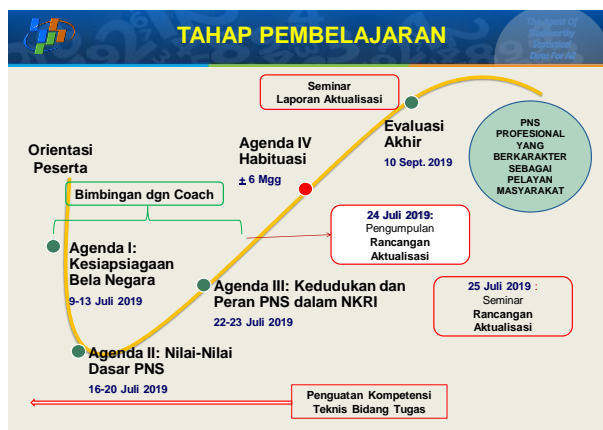 TAHAP PEMBELAJARAN
Seminar
Laporan Aktualisasi
Evaluasi
Akhir
10 Sept. 2019
PNS
PROFESIONAL
YANG
BERKARAKTER
SEBAGAI
PELAYAN
MASYARAKAT
Agenda IV
Habituasi
± 6 Mgg
Orientasi
Peserta
Bimbingan dgn Coach
24 Juli 2019:
Pengumpulan
Rancangan
Aktualisasi
Agenda I:
Kesiapsiagaan
Bela Negara
9-13 Juli 2019
Agenda III: Kedudukan dan
Peran PNS dalam NKRI
22-23 Juli 2019
25 Juli 2019 :
Seminar
Rancangan
Aktualisasi
Agenda II: Nilai-Nilai
Dasar PNS
16-20 Juli 2019
Penguatan Kompetensi
Teknis Bidang Tugas